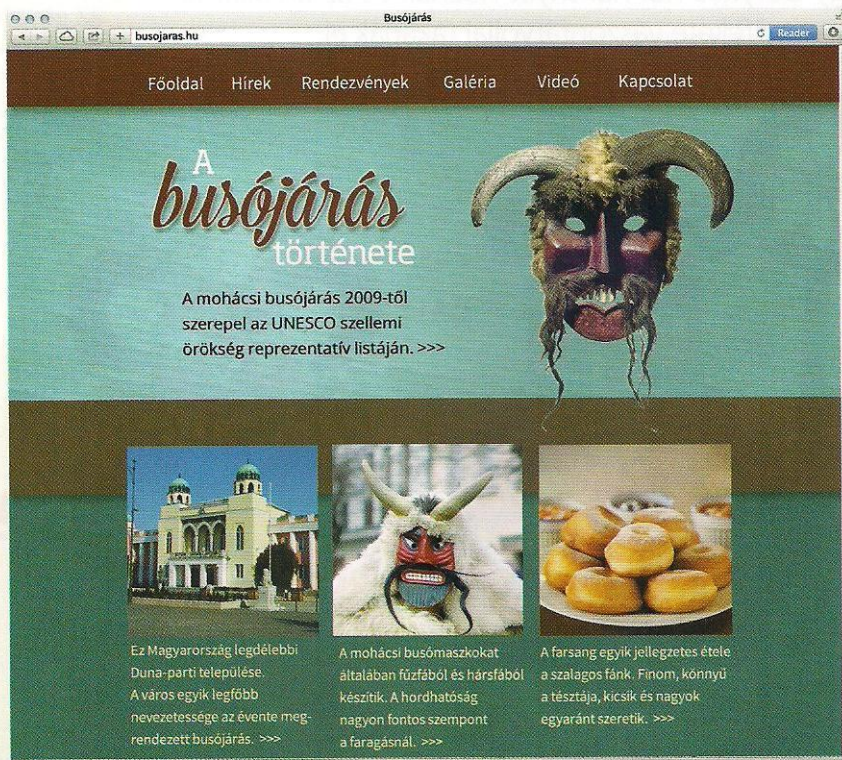 Busójárás
busojaras.hu
Reader
Főoldal Hírek Rendezvények Galéria Videó Kapcsolat
A
busójárás
története
A mohácsi busójárás 2009-től
szerepel az UNESCO szellemi
örökség reprezentatív listáján. >>>
Ez Magyarország legdélebbi
Duna-parti települése.
A város egyik legfőbb
nevezetessége az évente meg-
rendezett busójárás. >>>
A mohácsi busómaszkokat
általában fűzfából és hársfából
készítik. A hordhatóság
nagyon fontos szempont
a faragásnál. >>>
A farsang egyik jellegzetes étele
a szalagos fánk. Finom, könnyű
a tésztája, kicsik és nagyok
egyaránt szeretik. >>>